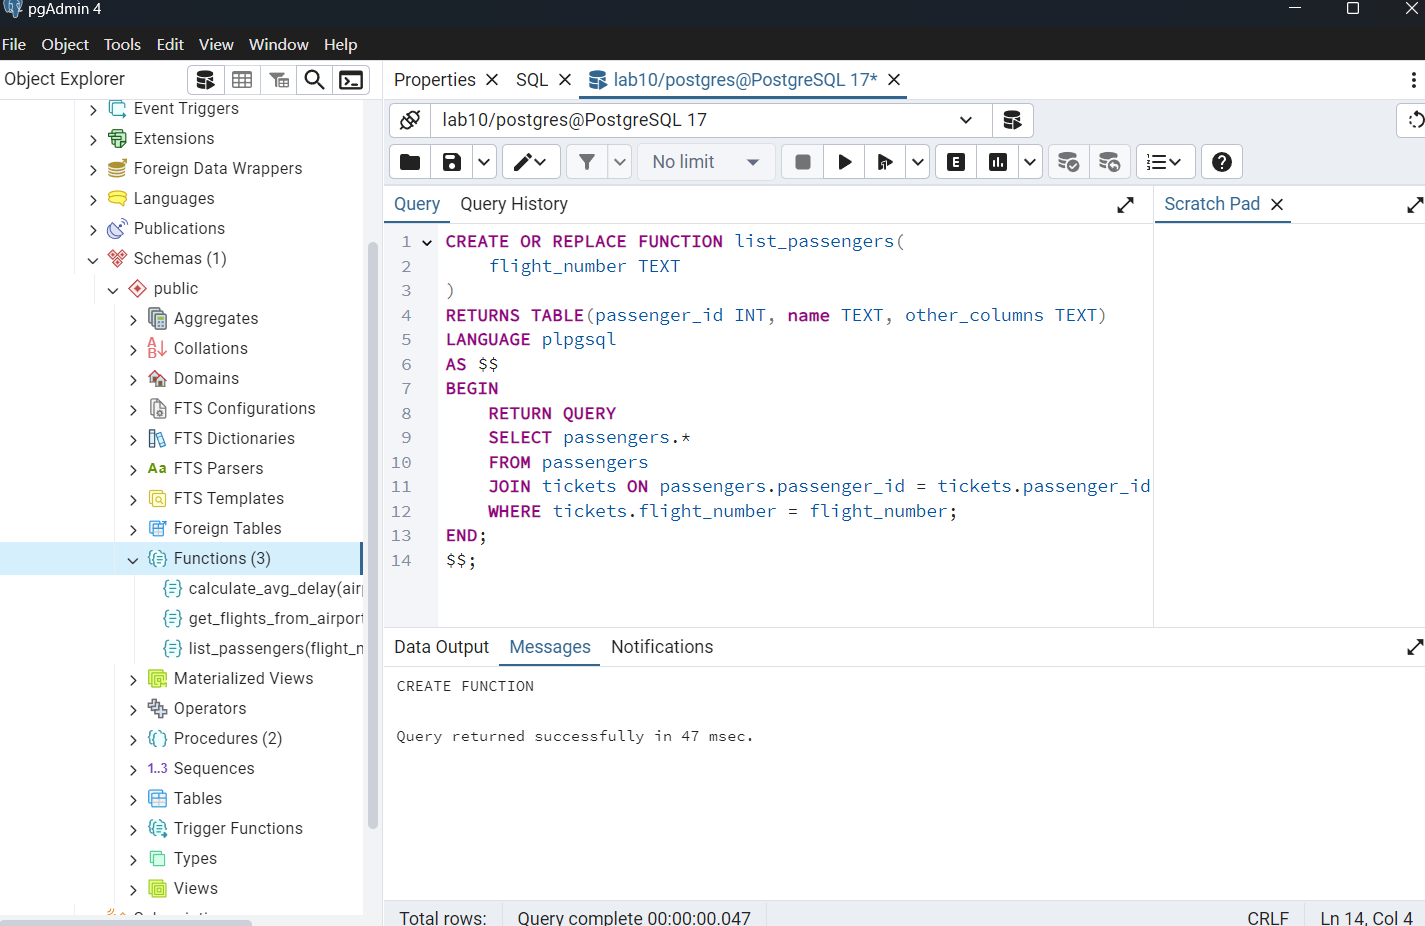 pgAdmin 4
File Object Tools Edit View Window Help
Object Explorer
Event Triggers
Extensions
Foreign Data Wrappers
Languages
Publications
Schemas (1)
public
Aggregates
Collations
Domains
FTS Configurations
FTS Dictionaries
Aa FTS Parsers
FTS Templates
Foreign Tables
Functions (3)
calculate_avg_delay(air
get_flights_from_airport
list_passengers(flight_n
Materialized Views
Operators
Procedures (2)
1..3 Sequences
Tables
Trigger Functions
Types
Views
Properties SQL lab10/postgres@PostgreSQL 17*
lab10/postgres@PostgreSQL 17
No limit E
Query Query History
Scratch Pad
1 CREATE OR REPLACE FUNCTION list_passengers(
2 flight_number TEXT
3 )
4 RETURNS TABLE(passenger_id INT, name TEXT, other_columns TEXT)
5 LANGUAGE plpgsql
6 AS $$
7 BEGIN
8 RETURN QUERY
9 SELECT passengers.*
10 FROM passengers
11 JOIN tickets ON passengers.passenger_id = tickets.passenger_id
12 WHERE tickets.flight_number = flight_number;
13 END;
14 $$;
Data Output Messages Notifications
CREATE FUNCTION
Query returned successfully in 47 msec.
Total rows: Query complete 00:00:00.047 CRLF Ln 14, Col 4